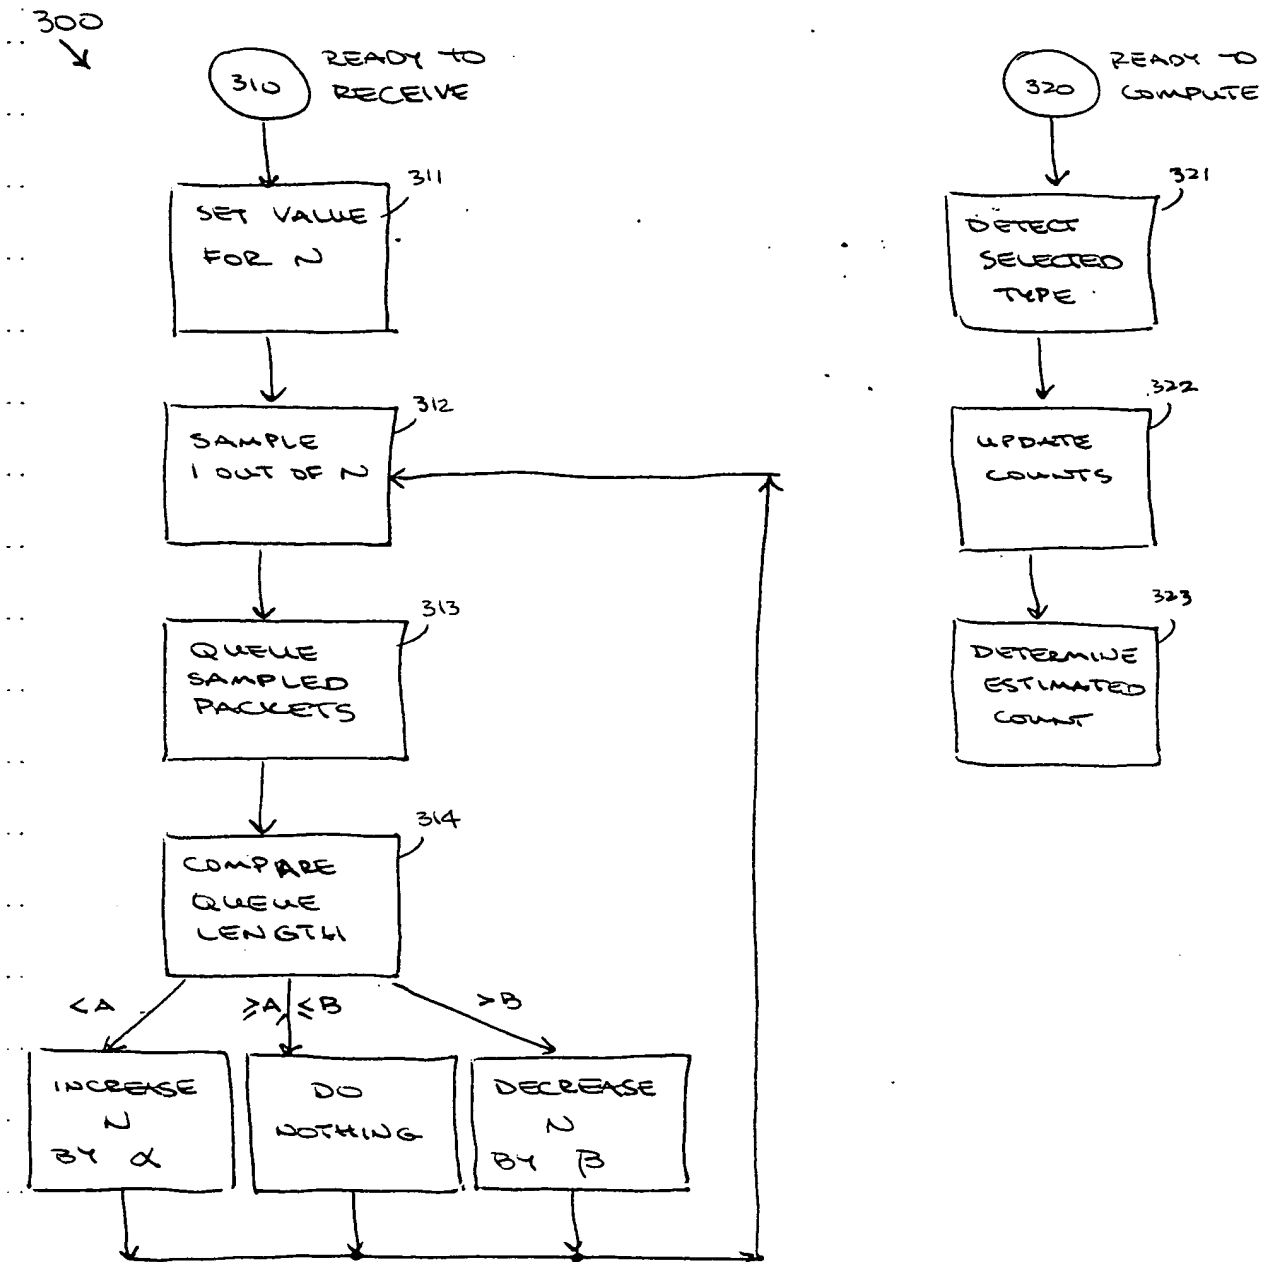 300
310
READY TO
RECEIVE
311
SET VALUE
FOR N
312
SAMPLE
1 OUT OF N
313
QUEUE
SAMPLED
PACKETS
314
COMPARE
QUEUE
LENGTH
<A
≥A, ≤B
>B
INCREASE
N
BY α
DO
NOTHING
DECREASE
N
BY β
320
READY TO
COMPUTE
321
DETECT
SELECTED
TYPE
322
UPDATE
COUNTS
323
DETERMINE
ESTIMATED
COUNT